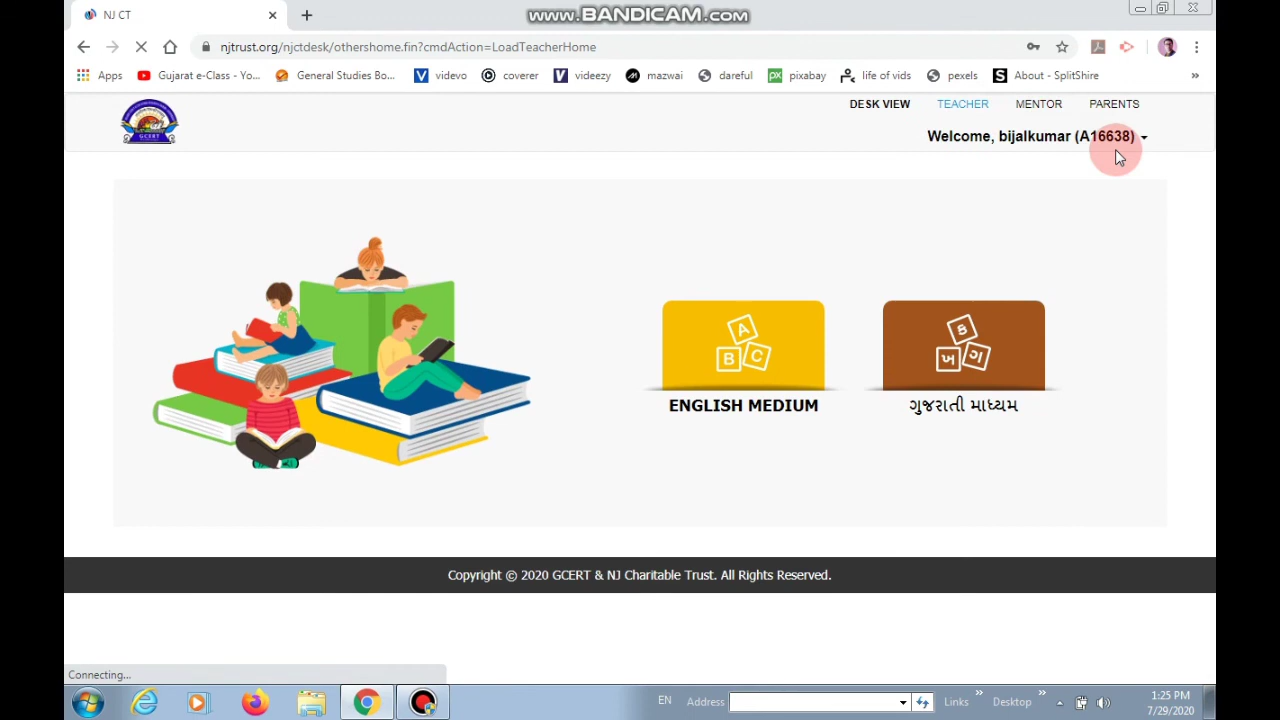 NJ CT
WWW.BANDICAM.COM
njtrust.org/njctdesk/othershome.fin?cmdAction=LoadTeacherHome
Apps Gujarat e-Class - Yo... General Studies Bo... videvo coverer videezy mazwai dareful pixabay life of vids pexels About - SplitShire »
GCERT
DESK VIEW TEACHER MENTOR PARENTS
Welcome, bijalkumar (A16638)
A B C
ક ખ ગ
ENGLISH MEDIUM
ગુજરાતી માધ્યમ
Copyright © 2020 GCERT & NJ Charitable Trust. All Rights Reserved.
Connecting...
EN Address Links » Desktop »
1:25 PM
7/29/2020